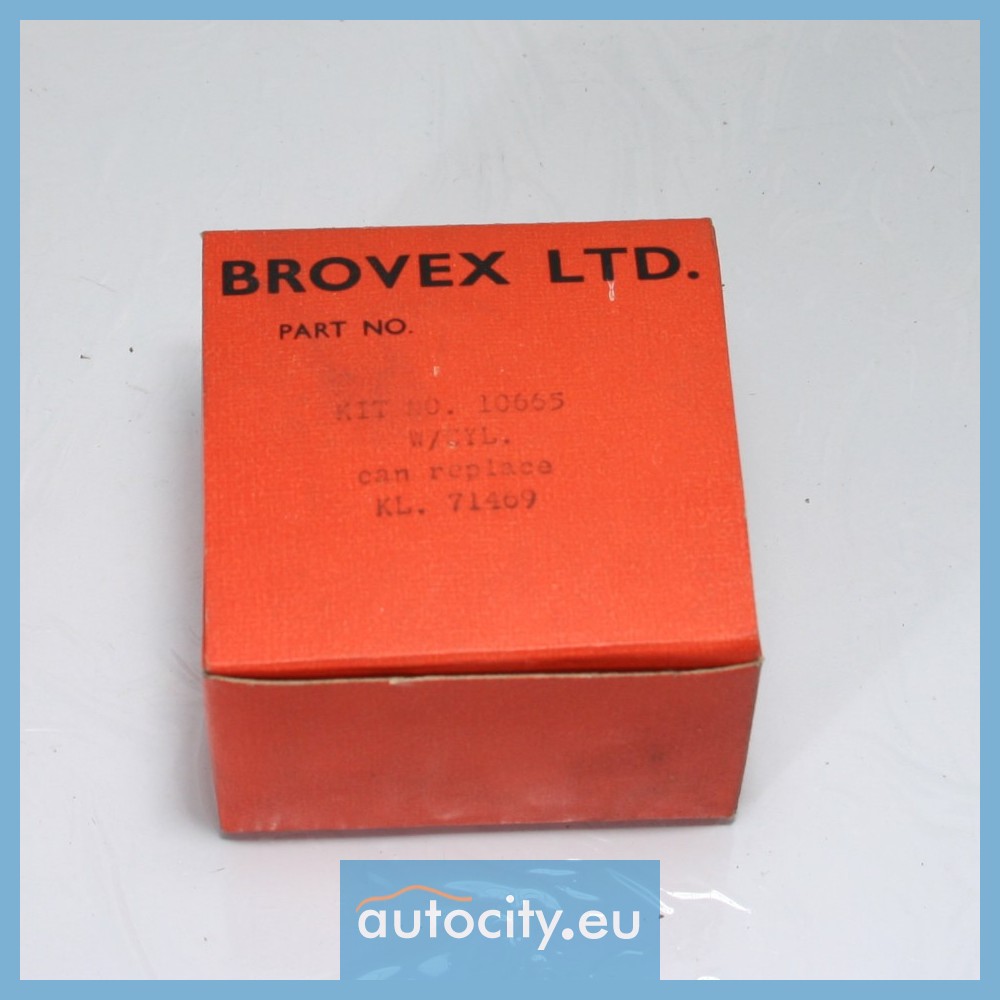 BROVEX LTD.
PART NO.
KIT NO. 10665
W/CYL.
can replace
KL. 71469
autocity.eu